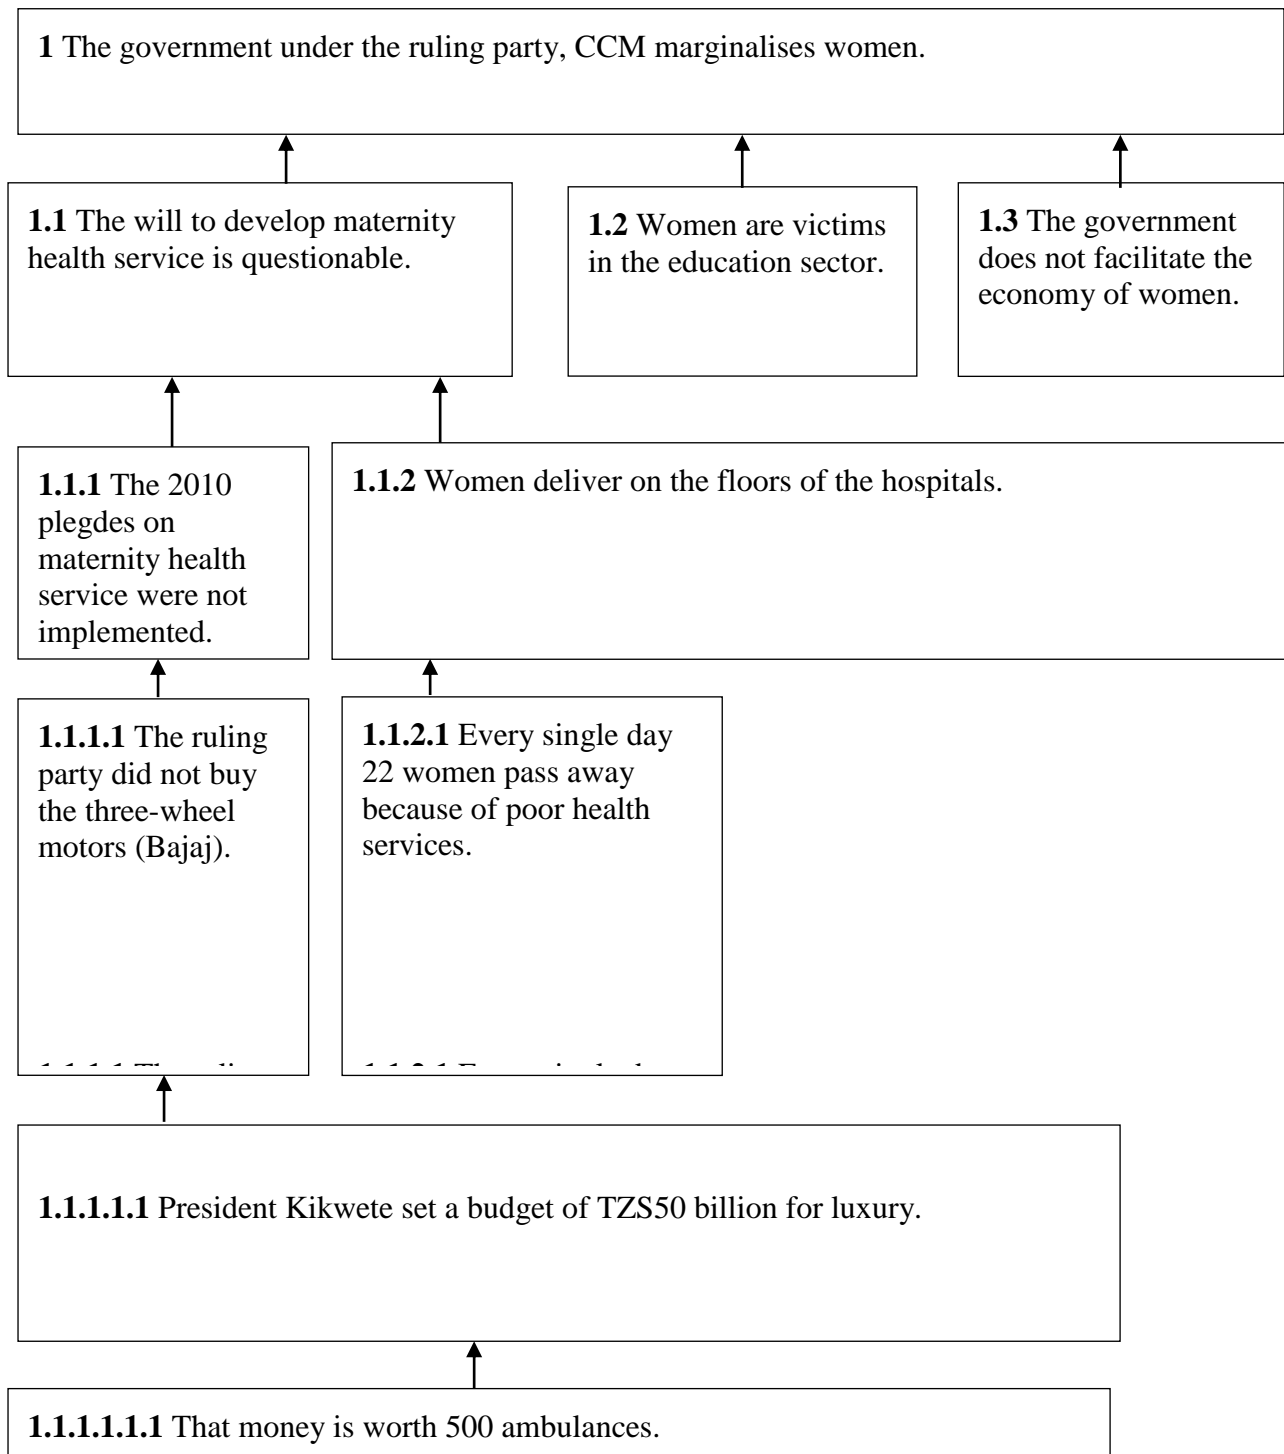 1 The government under the ruling party, CCM marginalises women.
1.1 The will to develop maternity
health service is questionable.
1.2 Women are victims
in the education sector.
1.3 The government
does not facilitate the
economy of women.
1.1.1 The 2010
plegdes on
maternity health
service were not
implemented.
1.1.2 Women deliver on the floors of the hospitals.
1.1.1.1 The ruling
party did not buy
the three-wheel
motors (Bajaj).
1.1.2.1 Every single day
22 women pass away
because of poor health
services.
1.1.1.1.1 President Kikwete set a budget of TZS50 billion for luxury.
1.1.1.1.1.1 That money is worth 500 ambulances.